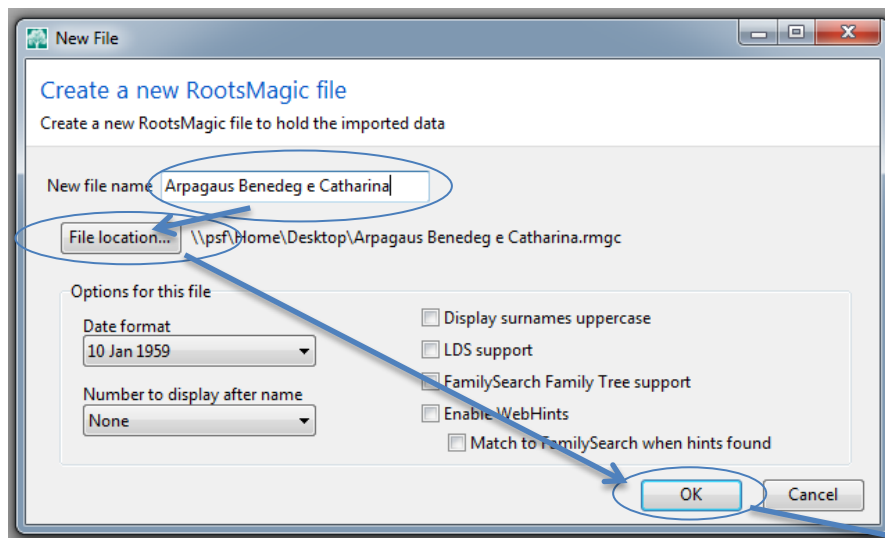 New File
Create a new RootsMagic file
Create a new RootsMagic file to hold the imported data
New file name Arpagaus Benedeg e Catharina
File location... \\psf\Home\Desktop\Arpagaus Benedeg e Catharina.rmgc
Options for this file
Date format
10 Jan 1959
Number to display after name
None
Display surnames uppercase
LDS support
FamilySearch Family Tree support
Enable WebHints
Match to FamilySearch when hints found
OK Cancel